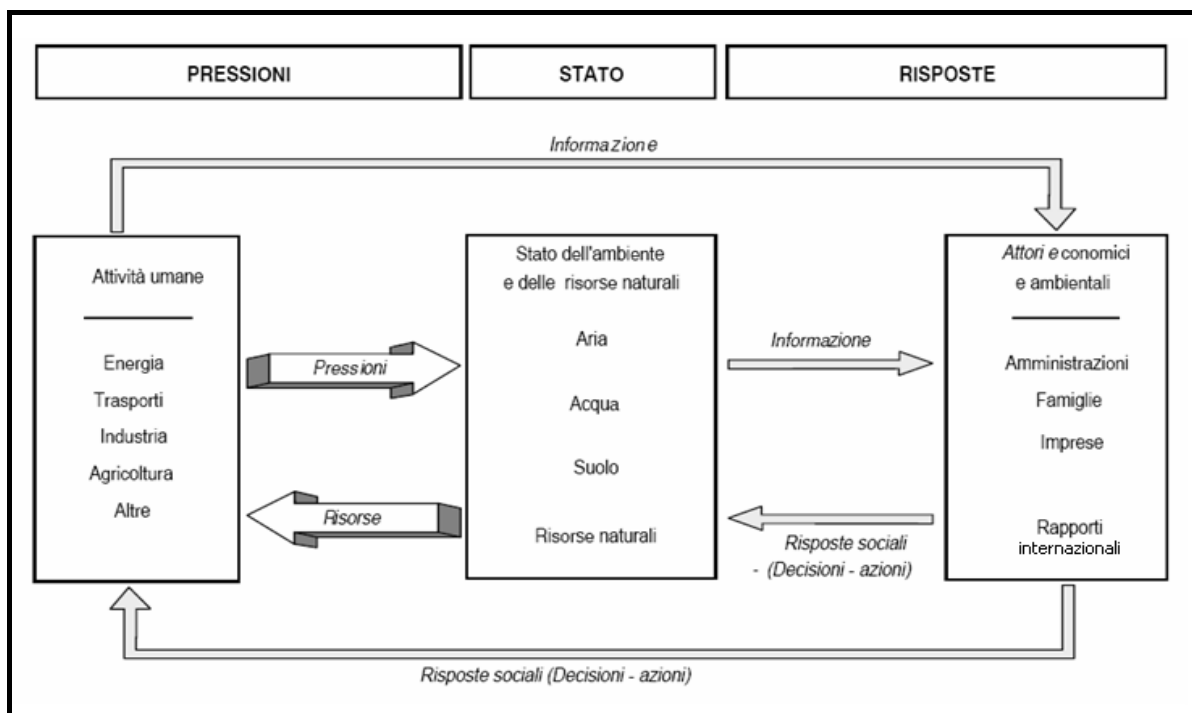 PRESSIONI
STATO
RISPOSTE
Informazione
Attività umane
Energia
Trasporti
Industria
Agricoltura
Altre
Pressioni
Risorse
Stato dell'ambiente
e delle risorse naturali
Aria
Acqua
Suolo
Risorse naturali
Informazione
Risposte sociali
- (Decisioni - azioni)
Attori economici
e ambientali
Amministrazioni
Famiglie
Imprese
Rapporti
internazionali
Risposte sociali (Decisioni - azioni)